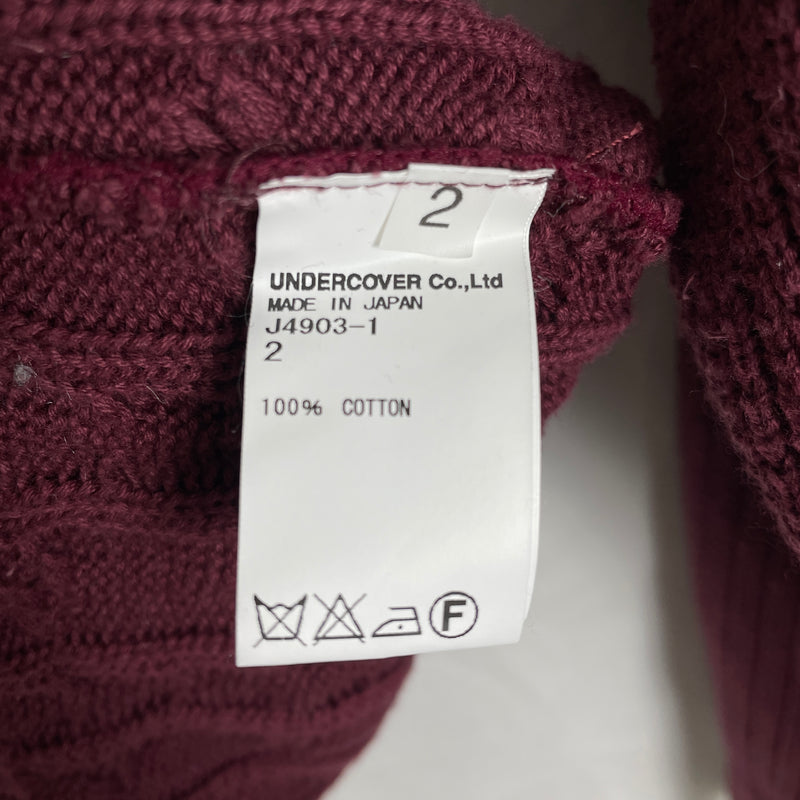 2
UNDERCOVER Co.,Ltd
MADE IN JAPAN
J4903-1
2
100% COTTON
F